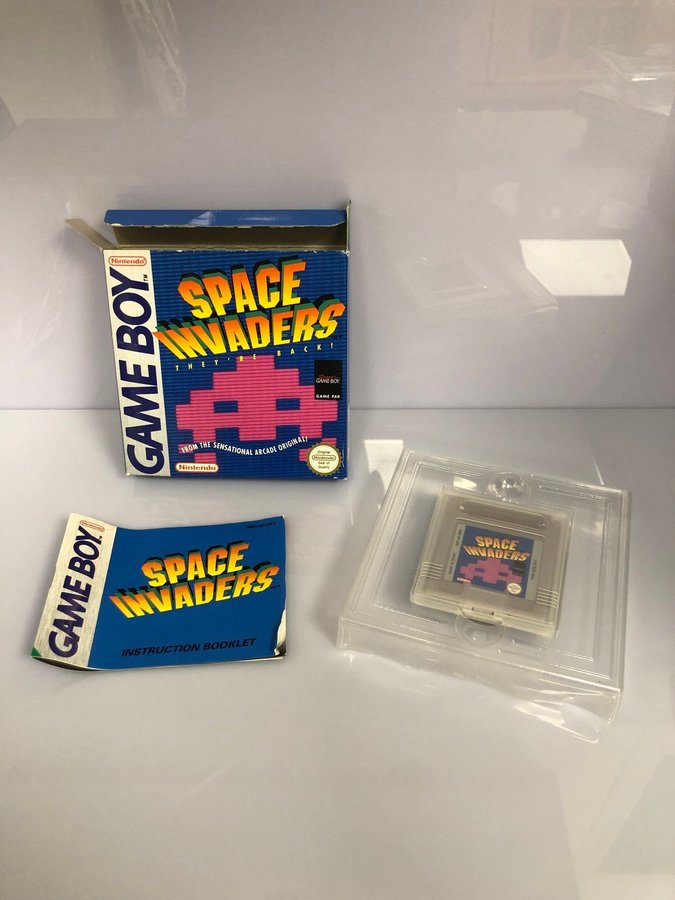 Nintendo
GAME BOY™
SPACE
INVADERS
THEY'RE BACK!
GAME BOY
GAME PAK
FROM THE SENSATIONAL ARCADE ORIGINAL!
Nintendo
Original
Nintendo
Seal of
Quality
Nintendo
GAME BOY
SPACE
INVADERS
INSTRUCTION BOOKLET
SPACE
INVADERS